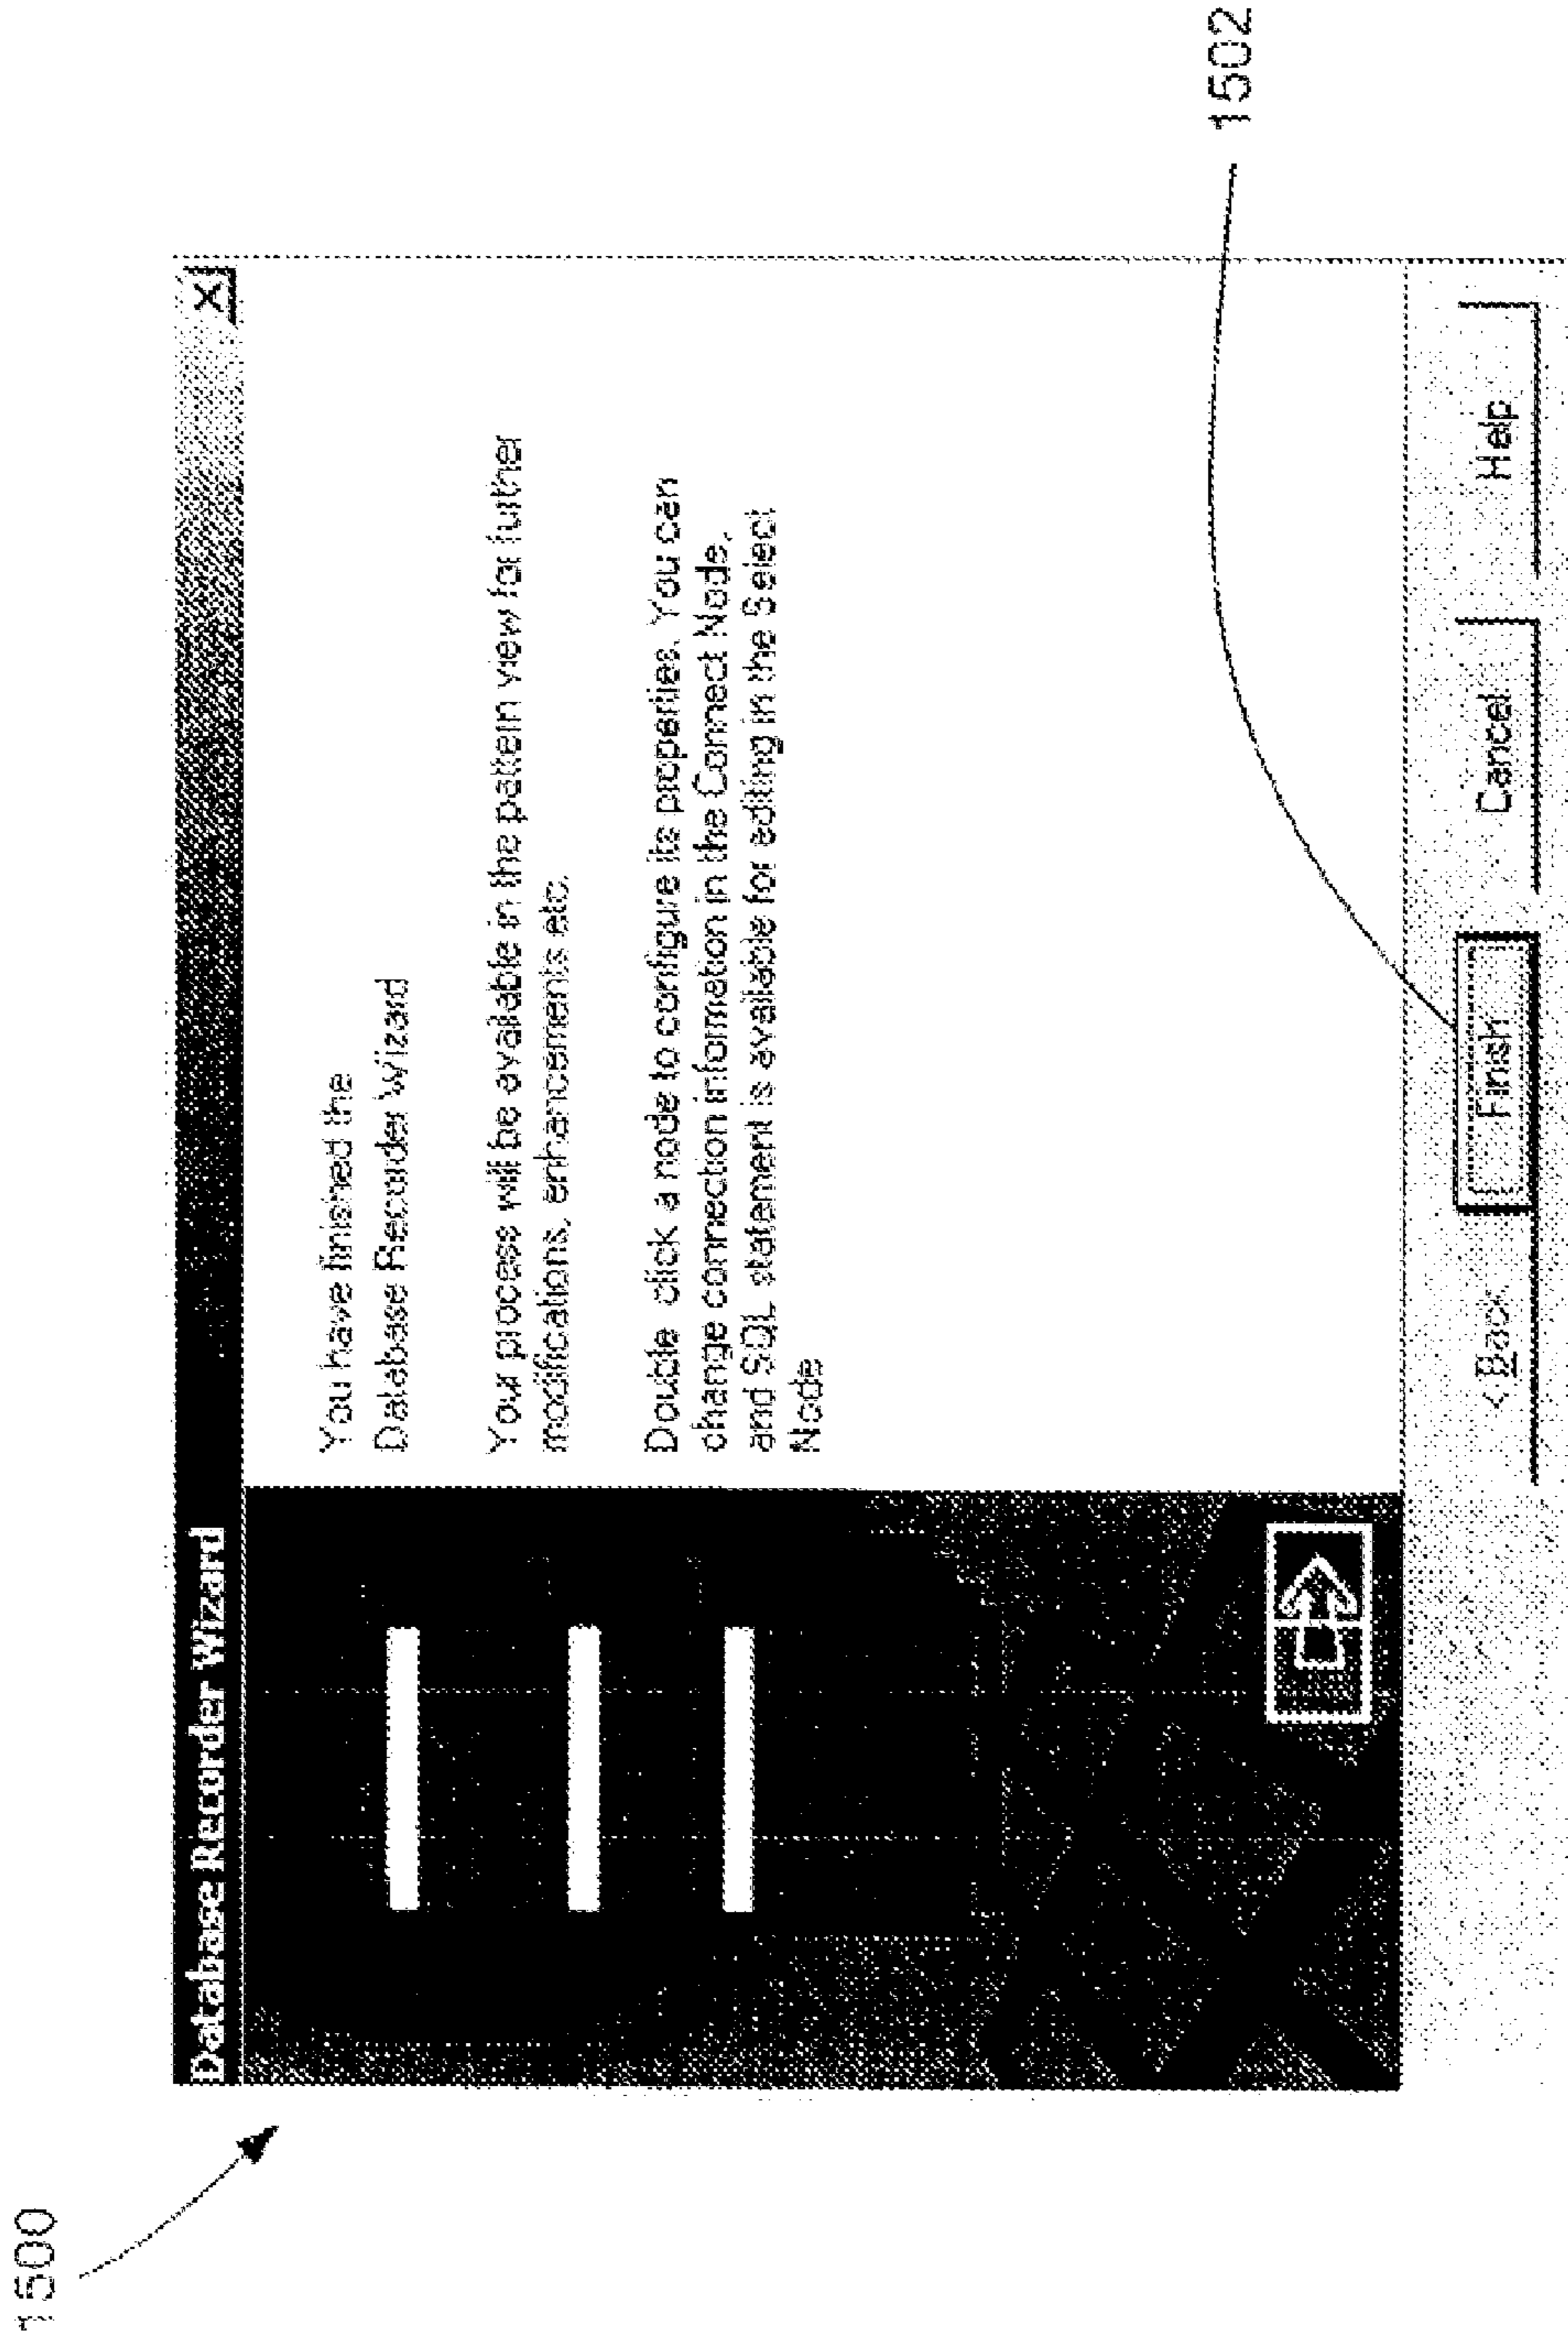 1500
Database Recorder Wizard
X
You have finished the
Database Recorder Wizard
Your process will be available in the pattern view for further
modifications, enhancements etc.
Double click a node to configure its properties. You can
change connection information in the Connect Node,
and SQL statement is available for editing in the Select
Node
< Back
Finish
Cancel
Help
1502